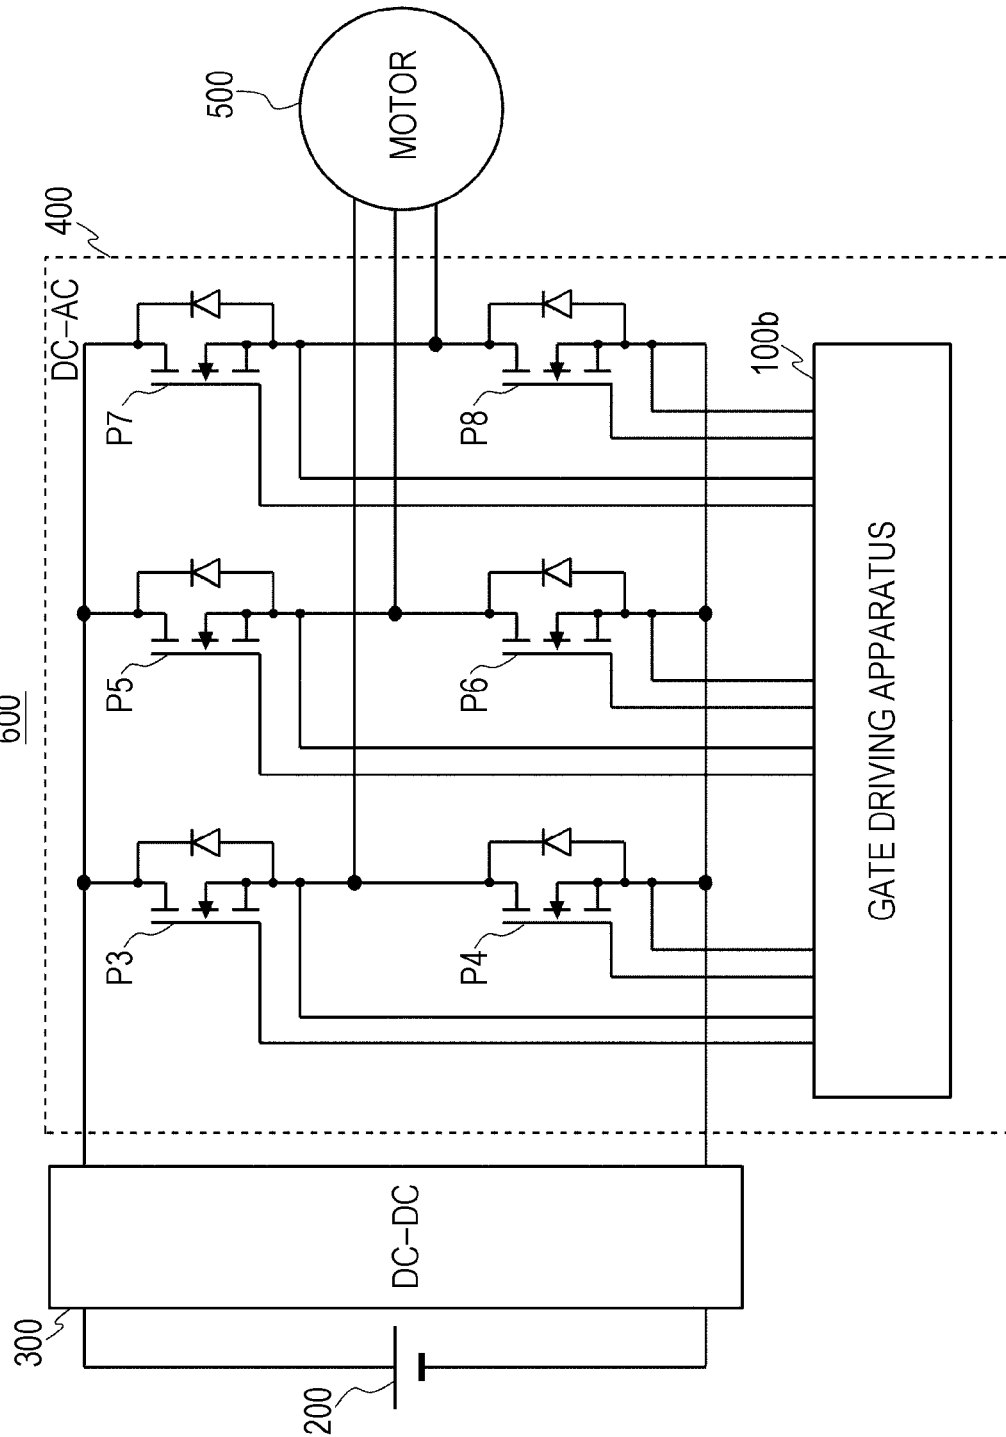 600
400
DC-AC
500
P3
P5
P7
MOTOR
300
200
DC-DC
P4
P6
P8
100b
GATE DRIVING APPARATUS